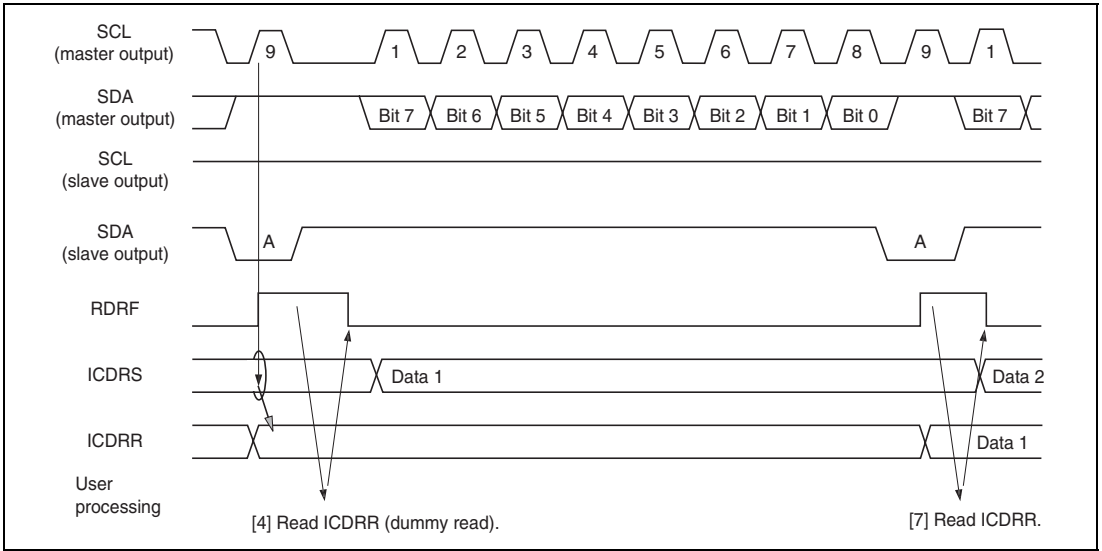 SCL
(master output)
9 1 2 3 4 5 6 7 8 9 1
SDA
(master output)
Bit 7 Bit 6 Bit 5 Bit 4 Bit 3 Bit 2 Bit 1 Bit 0 Bit 7
SCL
(slave output)
SDA
(slave output)
A A
RDRF
ICDRS
Data 1 Data 2
ICDRR
Data 1
User
processing
[4] Read ICDRR (dummy read).
[7] Read ICDRR.